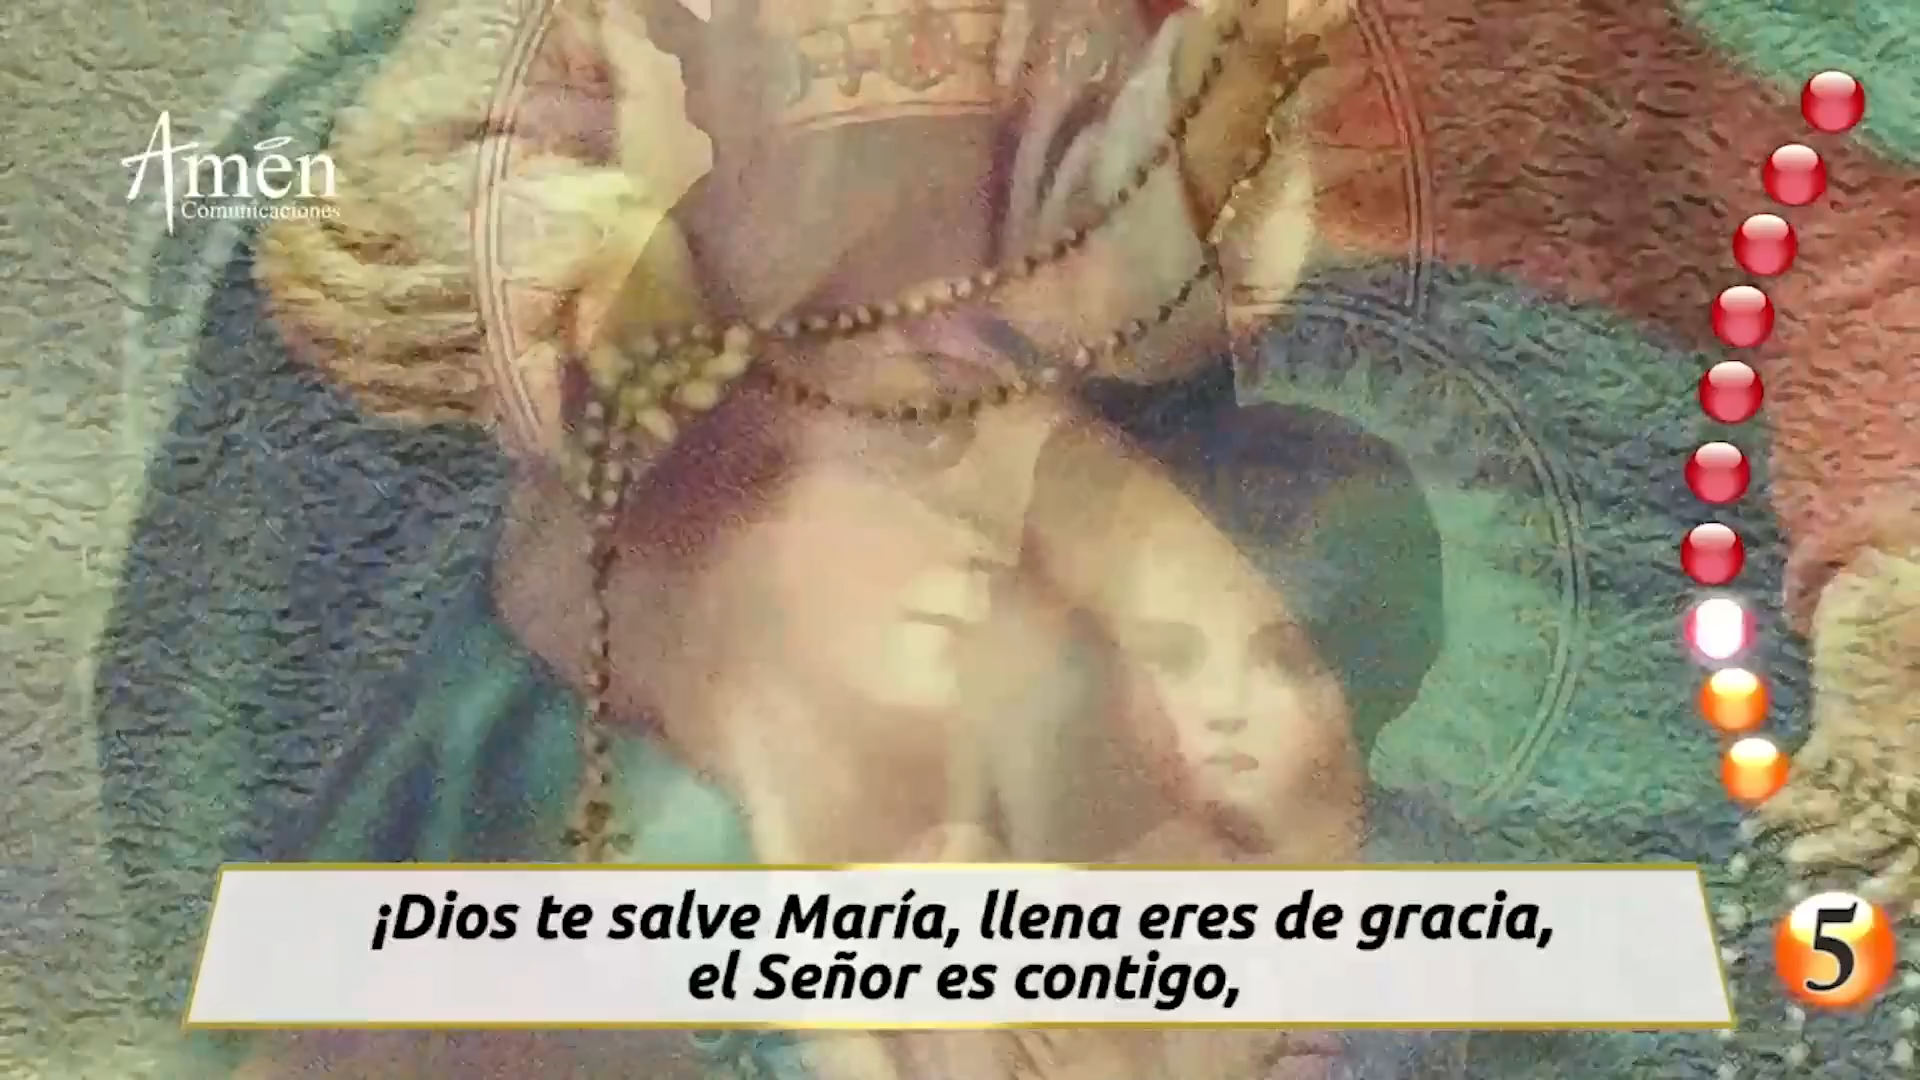 Amén
Comunicaciones
¡Dios te salve María, llena eres de gracia,
el Señor es contigo,
5